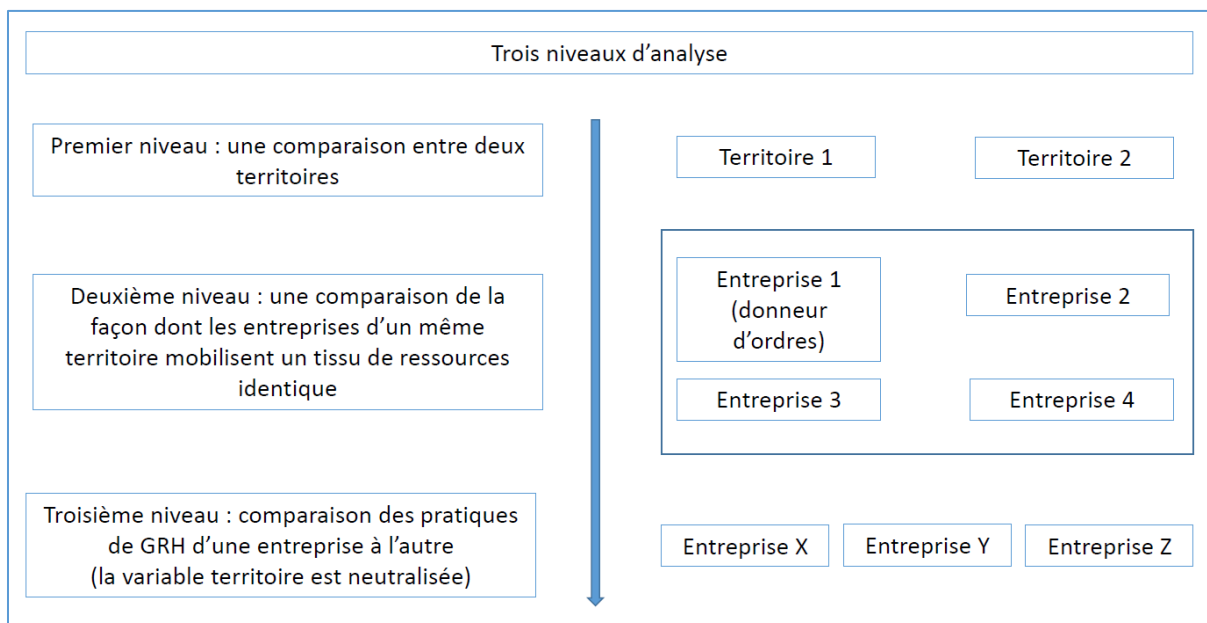 Trois niveaux d’analyse
Premier niveau : une comparaison entre deux
territoires
Territoire 1
Territoire 2
Deuxième niveau : une comparaison de la
façon dont les entreprises d’un même
territoire mobilisent un tissu de ressources
identique
Entreprise 1
(donneur
d’ordres)
Entreprise 2
Entreprise 3
Entreprise 4
Troisième niveau : comparaison des pratiques
de GRH d’une entreprise à l’autre
(la variable territoire est neutralisée)
Entreprise X
Entreprise Y
Entreprise Z